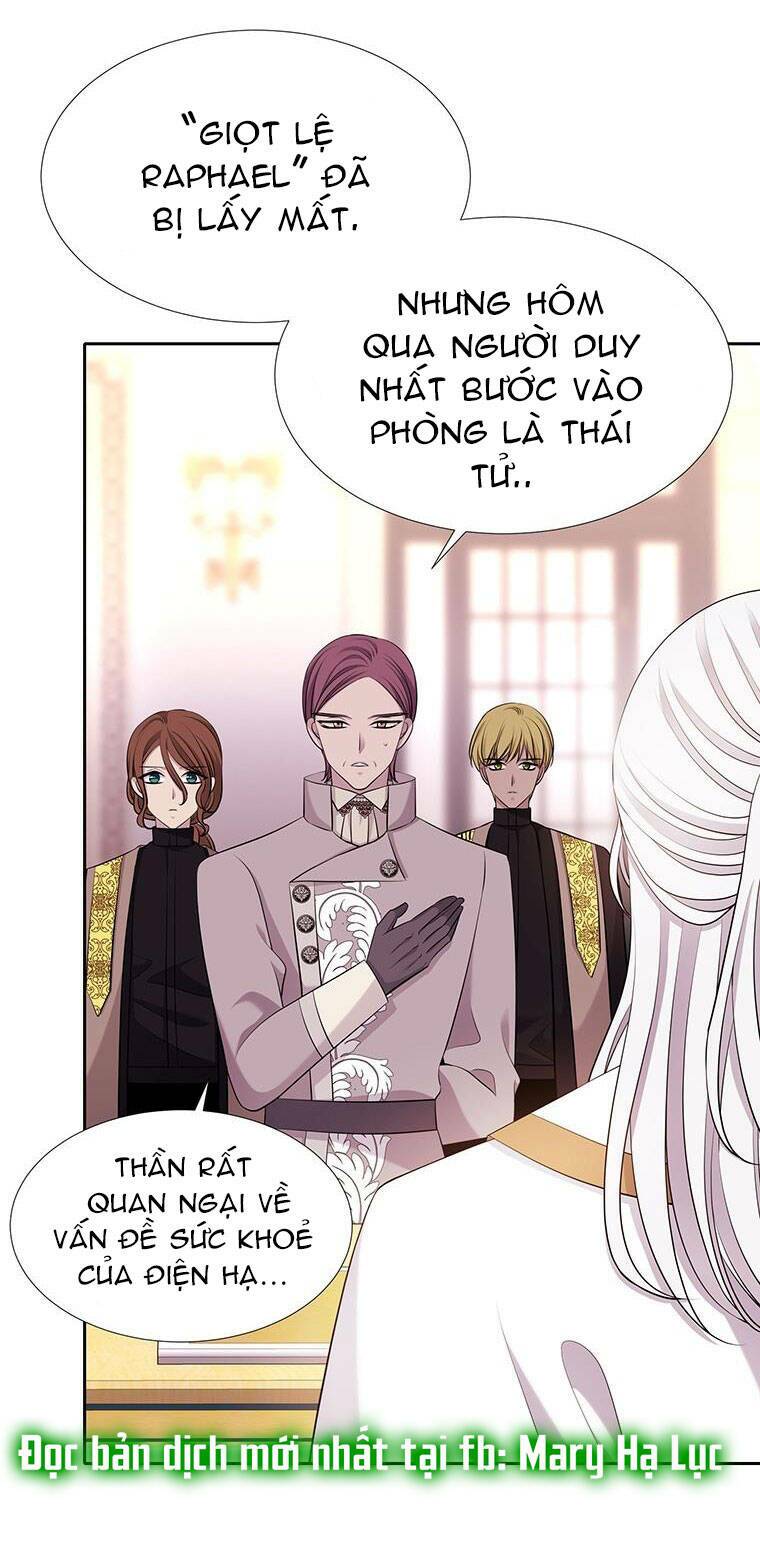 “GIỌT LỆ
RAPHAEL” ĐÃ
BỊ LẤY MẤT.
NHƯNG HÔM
QUA NGƯỜI DUY
NHẤT BƯỚC VÀO
PHÒNG LÀ THÁI
TỬ..
THẦN RẤT
QUAN NGẠI VỀ
VẤN ĐỀ SỨC KHOẺ
CỦA ĐIỆN HẠ...
Đọc bản dịch mới nhất tại fb: Mary Hạ Lục